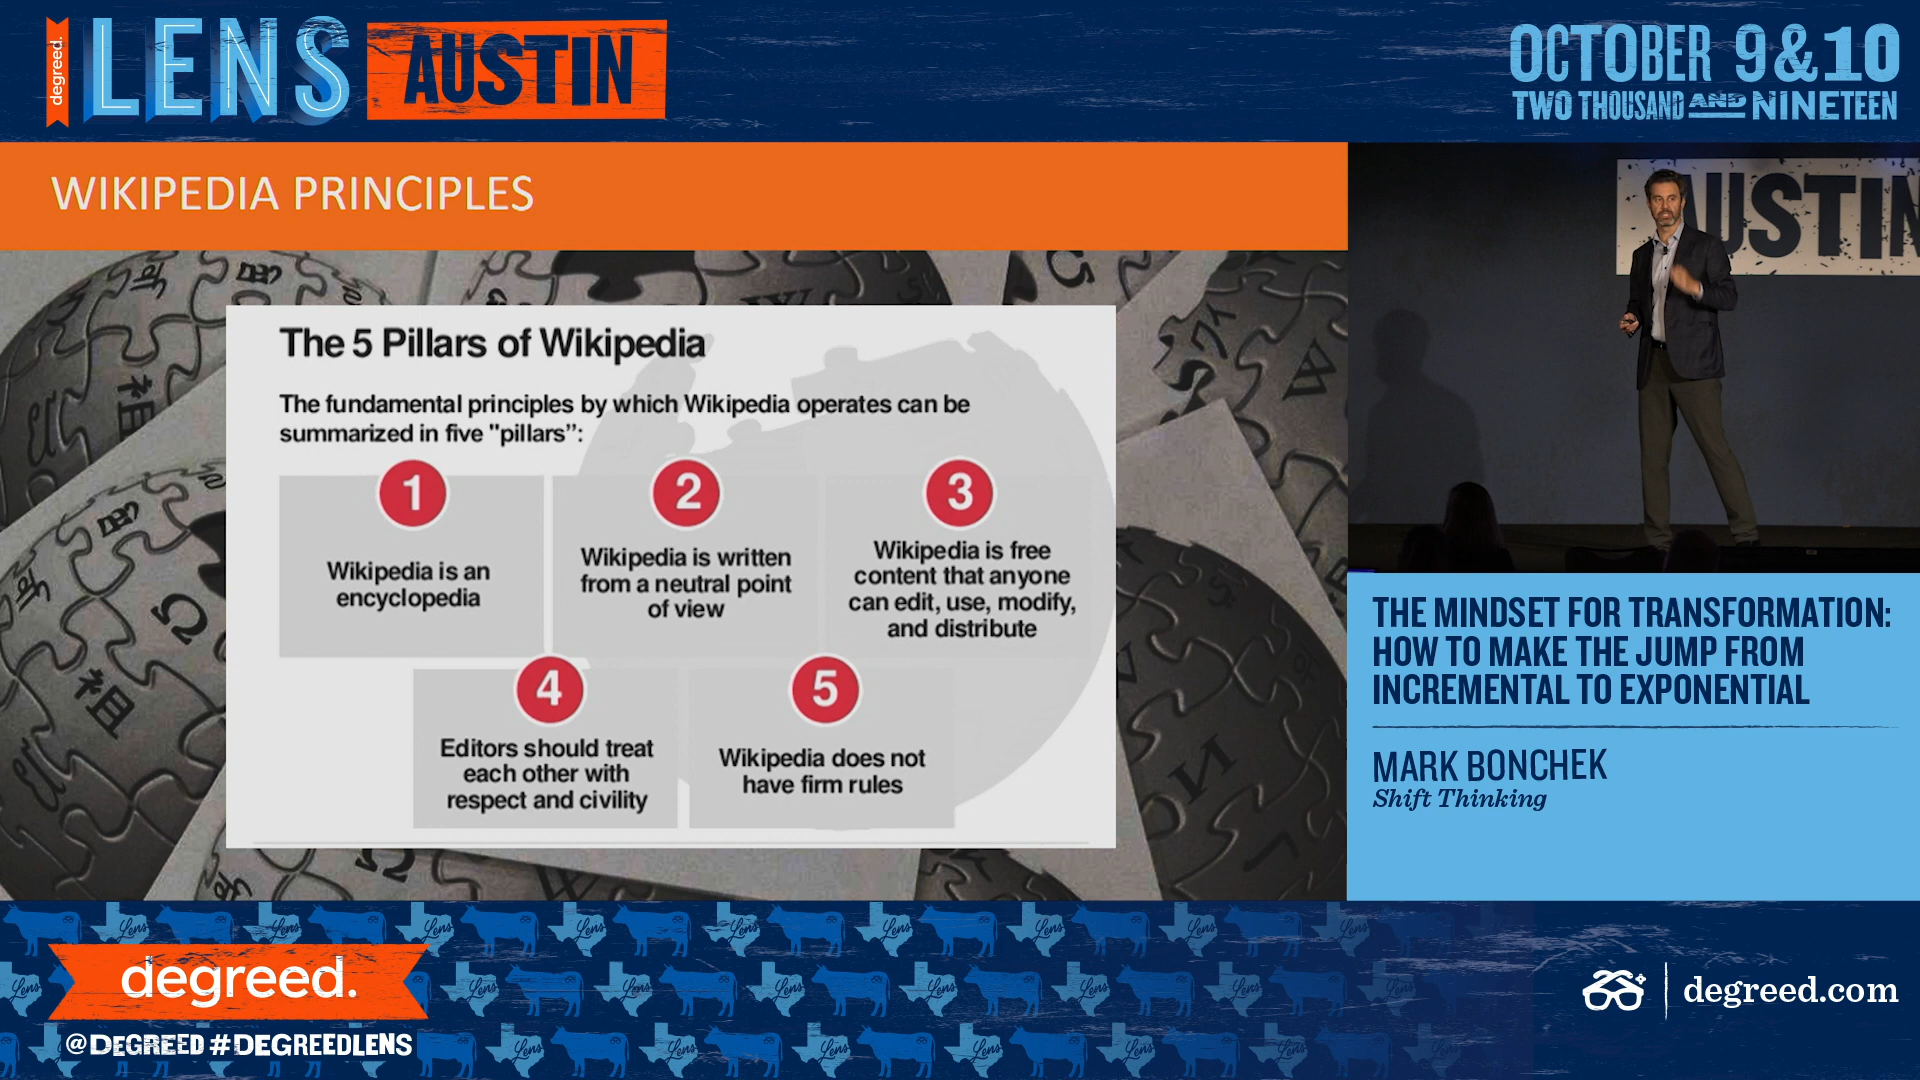 degreed.
LENS
AUSTIN
OCTOBER 9&10
TWO THOUSAND AND NINETEEN
WIKIPEDIA PRINCIPLES
The 5 Pillars of Wikipedia
The fundamental principles by which Wikipedia operates can be
summarized in five "pillars”:
1
Wikipedia is an
encyclopedia
2
Wikipedia is written
from a neutral point
of view
3
Wikipedia is free
content that anyone
can edit, use, modify,
and distribute
4
Editors should treat
each other with
respect and civility
5
Wikipedia does not
have firm rules
AUSTIN
THE MINDSET FOR TRANSFORMATION:
HOW TO MAKE THE JUMP FROM
INCREMENTAL TO EXPONENTIAL
MARK BONCHEK
Shift Thinking
degreed.
@DEGREED #DEGREEDLENS
Lens
degreed.com